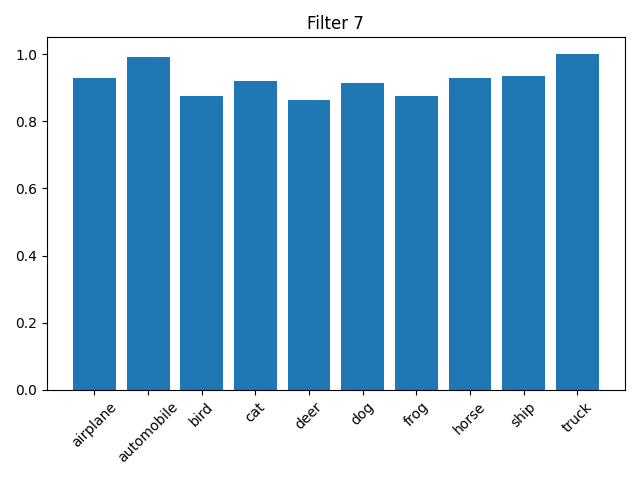 Filter 7
1.0
0.8
0.6
0.4
0.2
0.0
airplane
automobile
bird
cat
deer
dog
frog
horse
ship
truck